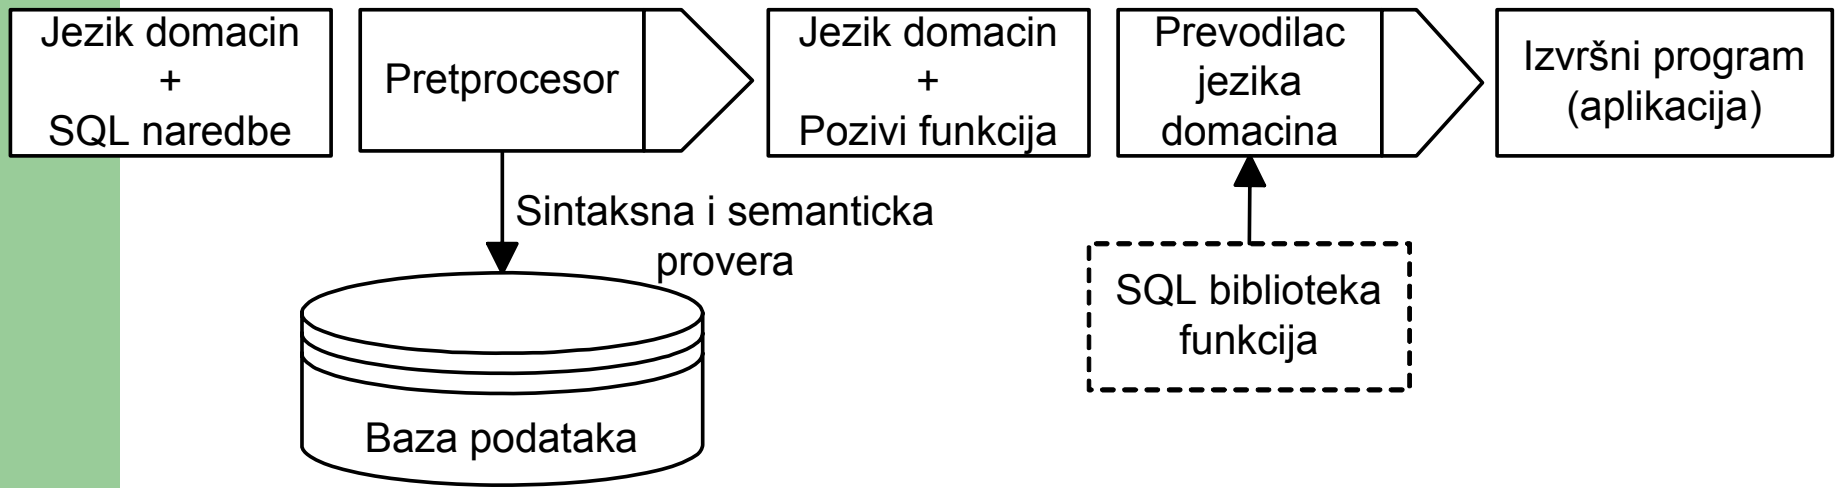 Jezik domacin
+
SQL naredbe
Pretprocesor
Jezik domacin
+
Pozivi funkcija
Prevodilac
jezika
domacina
Izvršni program
(aplikacija)
Sintaksna i semanticka
provera
SQL biblioteka
funkcija
Baza podataka